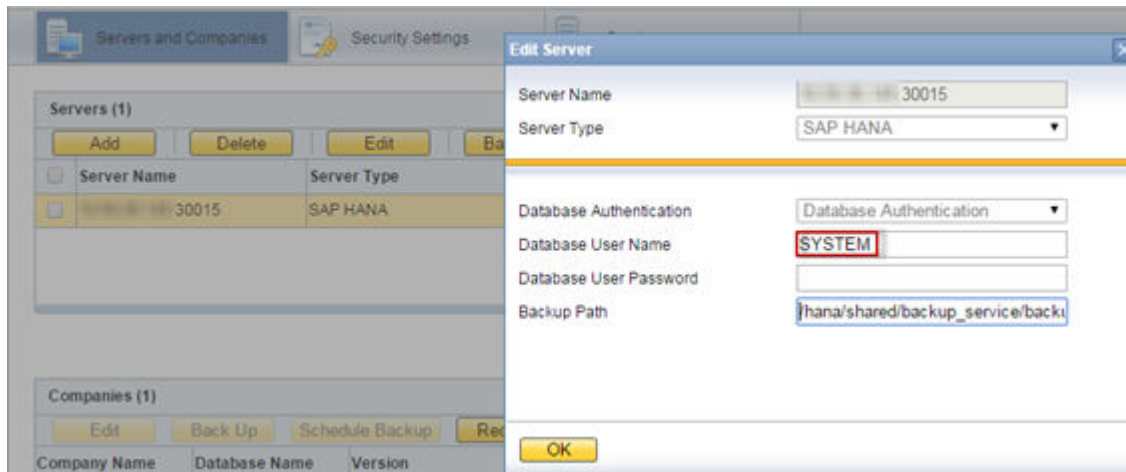 Servers and Companies
Security Settings
Servers (1)
Add
Delete
Edit
Ba
Server Name
Server Type
30015
SAP HANA
Companies (1)
Edit
Back Up
Schedule Backup
Rec
Company Name
Database Name
Version
Edit Server
Server Name
30015
Server Type
SAP HANA
Database Authentication
Database Authentication
Database User Name
SYSTEM
Database User Password
Backup Path
/hana/shared/backup_service/backu
OK